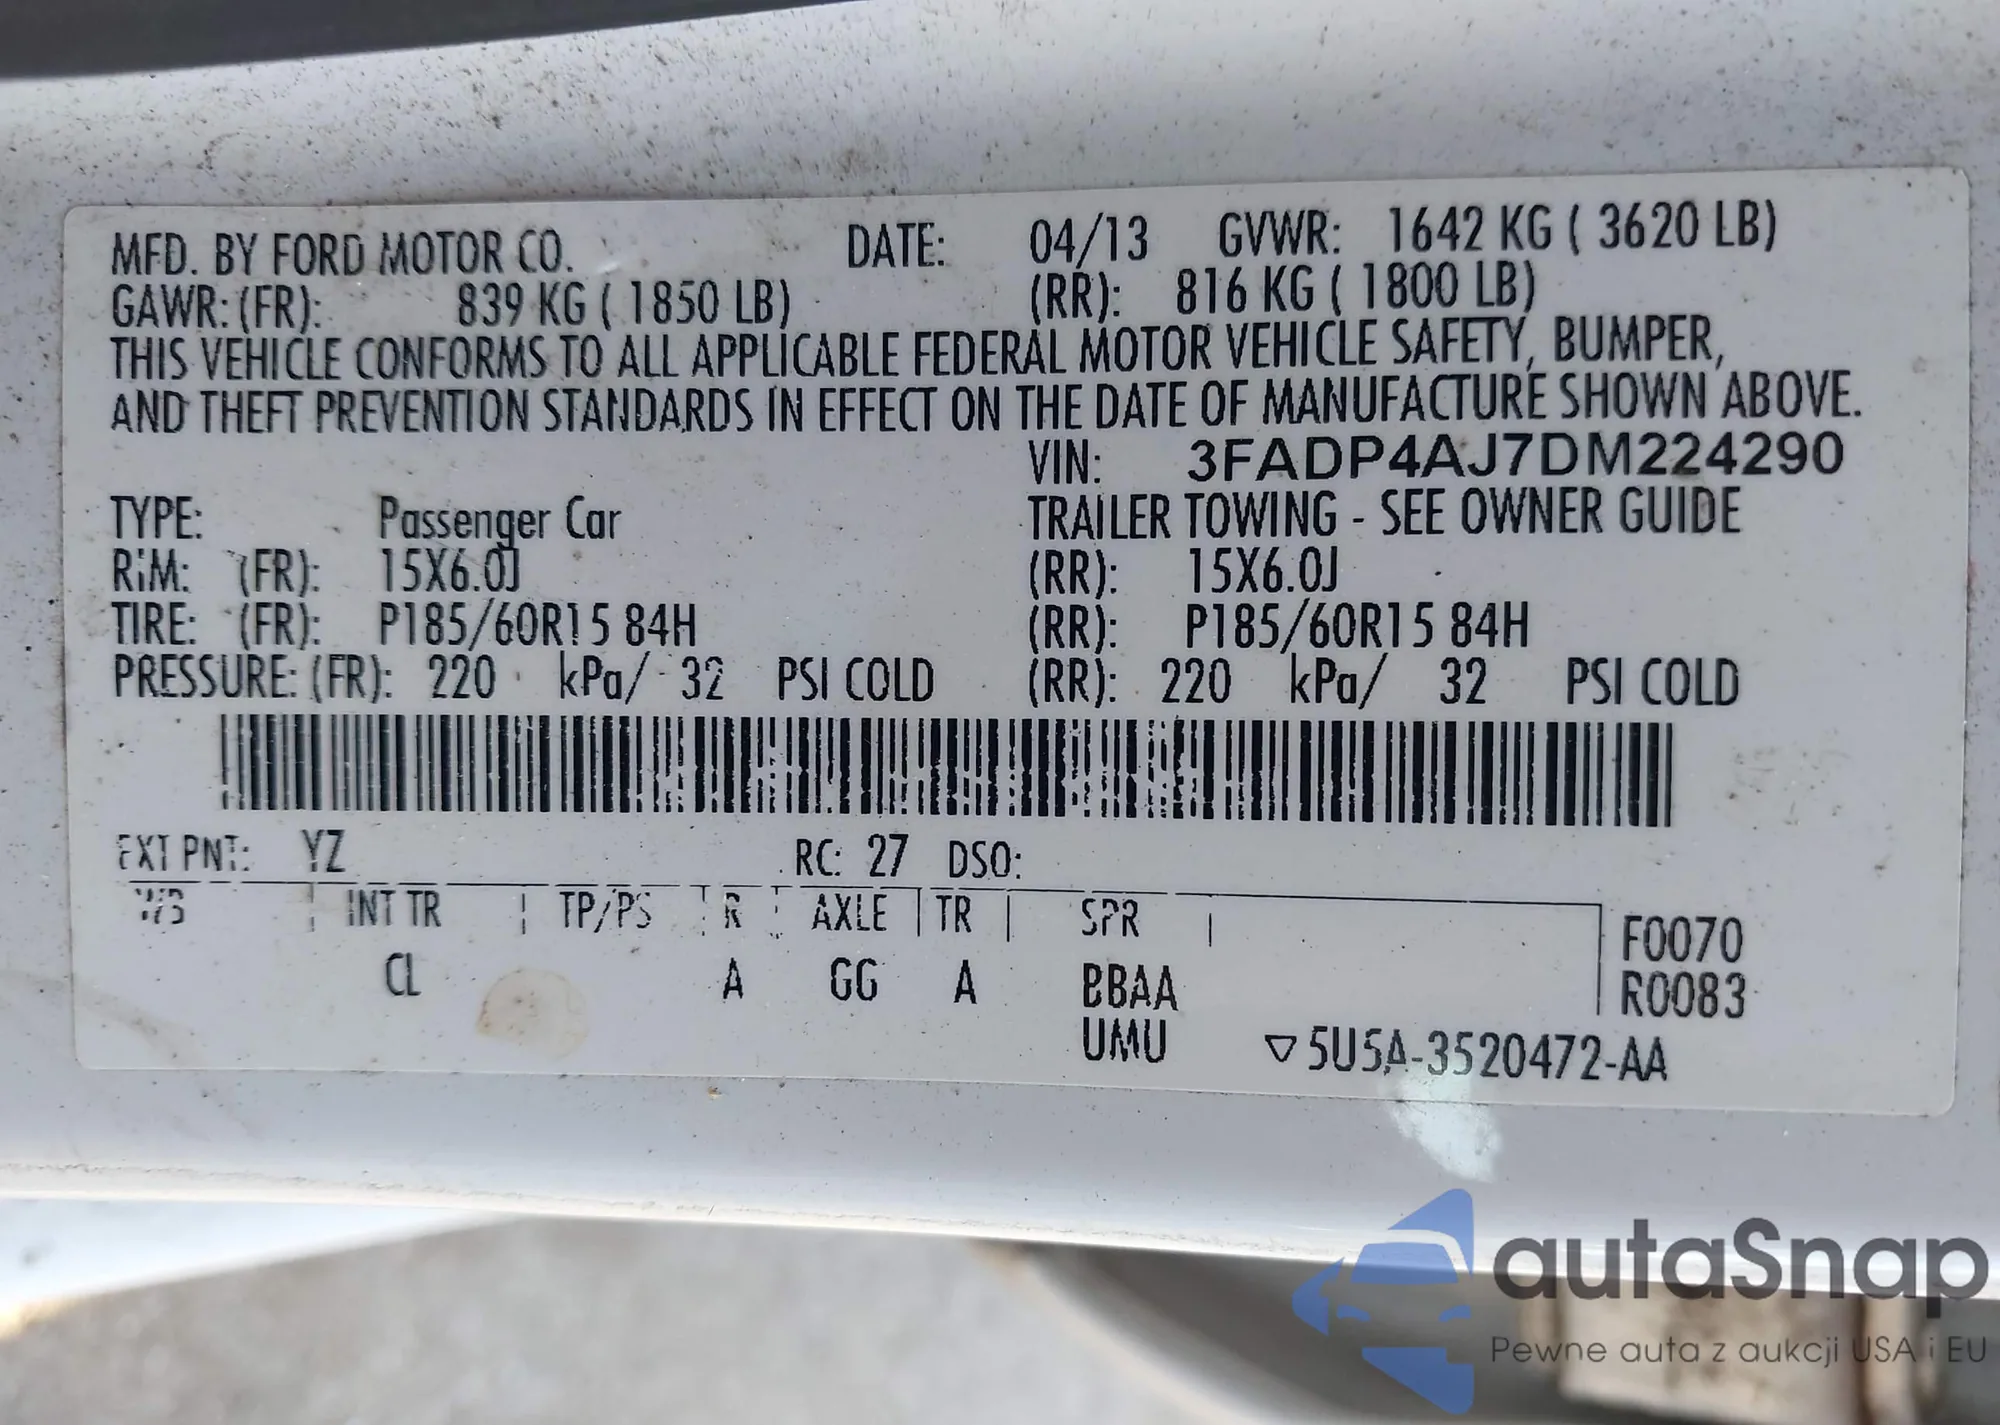 MFD. BY FORD MOTOR CO. DATE: 04/13 GVWR: 1642 KG ( 3620 LB)
GAWR: (FR): 839 KG ( 1850 LB) (RR): 816 KG ( 1800 LB)
THIS VEHICLE CONFORMS TO ALL APPLICABLE FEDERAL MOTOR VEHICLE SAFETY, BUMPER,
AND THEFT PREVENTION STANDARDS IN EFFECT ON THE DATE OF MANUFACTURE SHOWN ABOVE.
VIN: 3FADP4AJ7DM224290
TYPE: Passenger Car TRAILER TOWING - SEE OWNER GUIDE
RIM: (FR): 15X6.0J (RR): 15X6.0J
TIRE: (FR): P185/60R15 84H (RR): P185/60R15 84H
PRESSURE: (FR): 220 kPa/ 32 PSI COLD (RR): 220 kPa/ 32 PSI COLD
EXT PNT: YZ RC: 27 DSO:
WB INT TR TP/PS R AXLE TR SPR F0070
CL A GG A BBAA R0083
UMU ▽5U5A-3520472-AA
autaSnap
Pewne auta z aukcji USA i EU